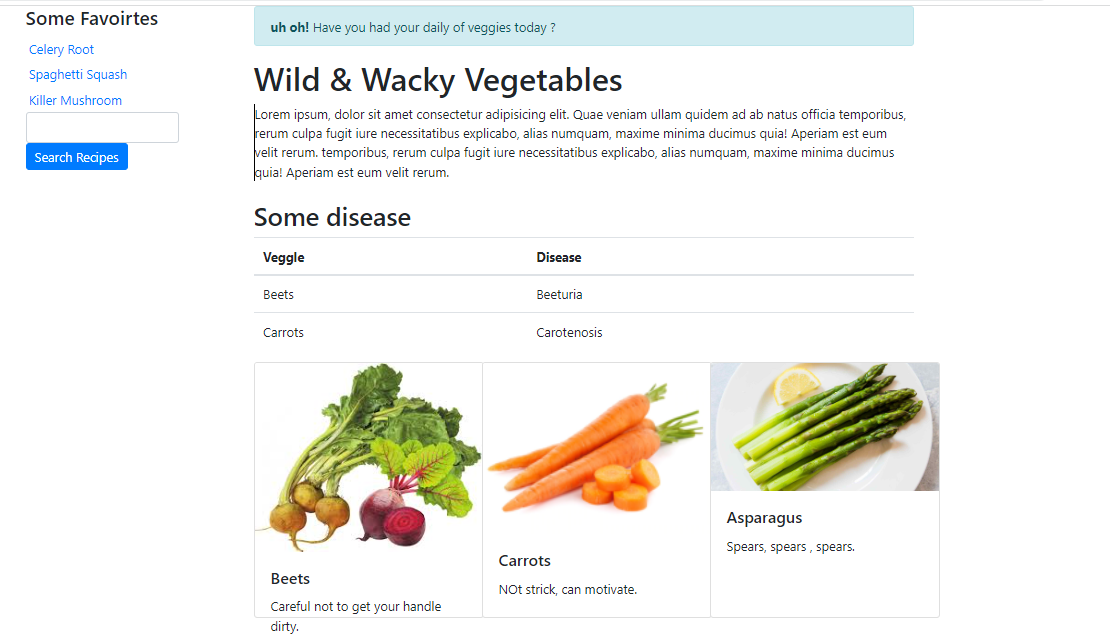 Some Favoirtes
Celery Root
Spaghetti Squash
Killer Mushroom
Search Recipes
uh oh! Have you had your daily of veggies today ?
Wild & Wacky Vegetables
Lorem ipsum, dolor sit amet consectetur adipisicing elit. Quae veniam ullam quidem ad ab natus officia temporibus,
rerum culpa fugit iure necessitatibus explicabo, alias numquam, maxime minima ducimus quia! Aperiam est eum
velit rerum. temporibus, rerum culpa fugit iure necessitatibus explicabo, alias numquam, maxime minima ducimus
quia! Aperiam est eum velit rerum.
Some disease
Veggle Disease
Beets Beeturia
Carrots Carotenosis
Beets
Careful not to get your handle
dirty.
Carrots
NOt strick, can motivate.
Asparagus
Spears, spears , spears.